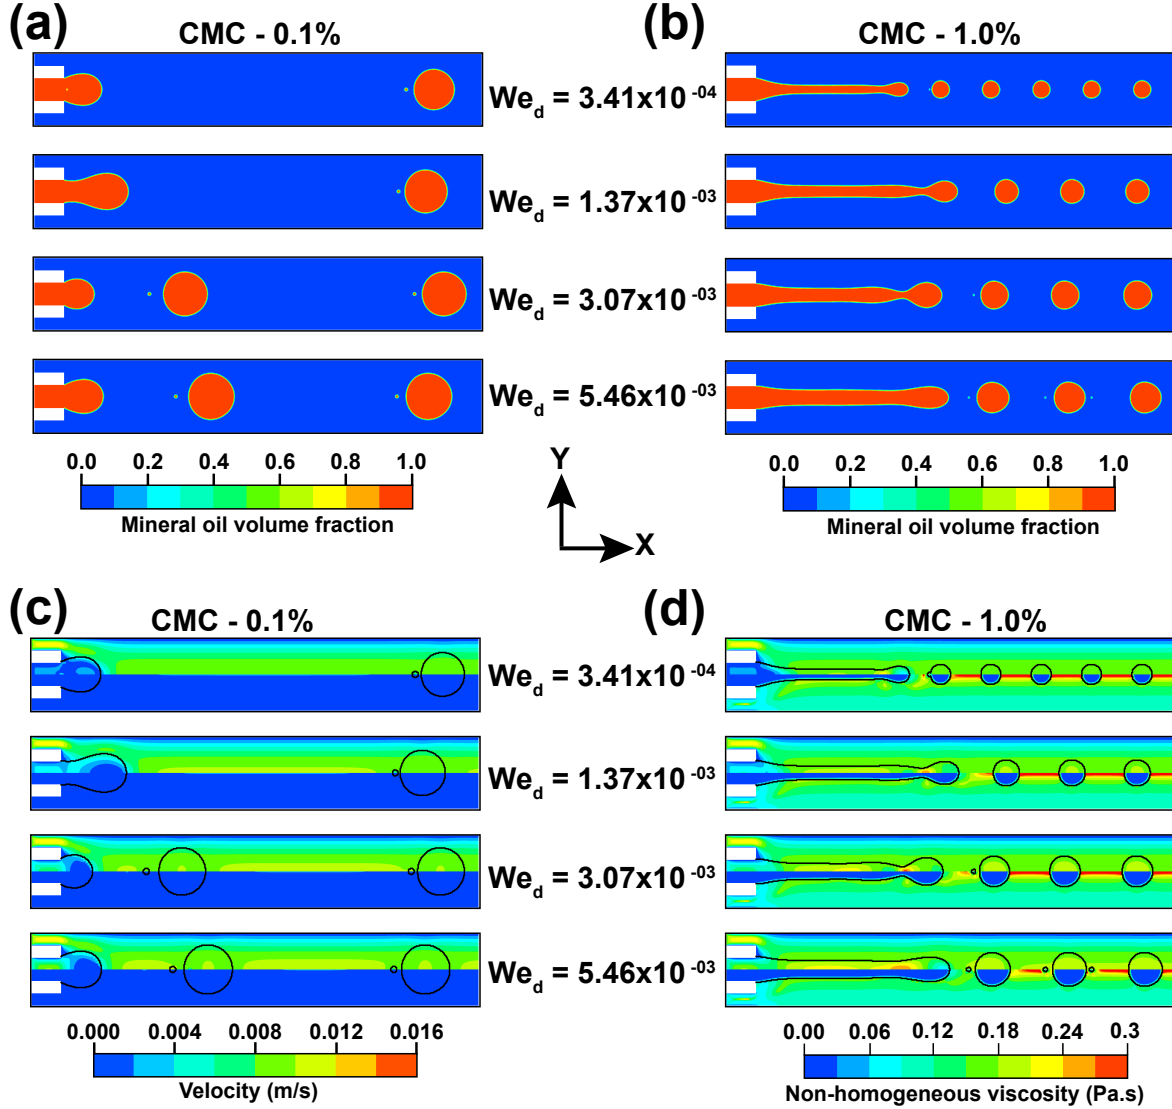 (a)
CMC - 0.1%
(b)
CMC - 1.0%
We_d = 3.41x10 ^-04
We_d = 1.37x10 ^-03
We_d = 3.07x10 ^-03
We_d = 5.46x10 ^-03
0.0 0.2 0.4 0.6 0.8 1.0
Mineral oil volume fraction
Y
X
0.0 0.2 0.4 0.6 0.8 1.0
Mineral oil volume fraction
(c)
CMC - 0.1%
(d)
CMC - 1.0%
We_d = 3.41x10 ^-04
We_d = 1.37x10 ^-03
We_d = 3.07x10 ^-03
We_d = 5.46x10 ^-03
0.000 0.004 0.008 0.012 0.016
Velocity (m/s)
0.00 0.06 0.12 0.18 0.24 0.3
Non-homogeneous viscosity (Pa.s)